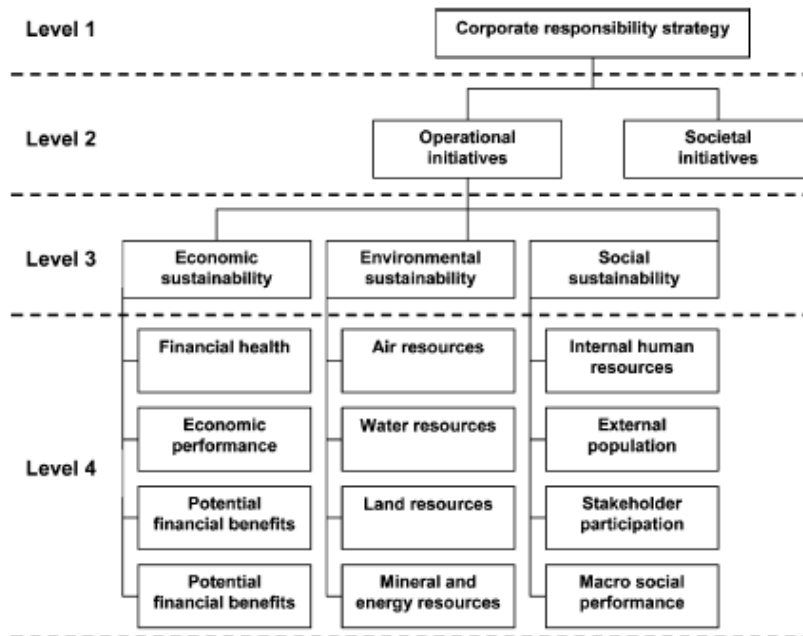 Level 1
Corporate responsibility strategy
Level 2
Operational
initiatives
Societal
initiatives
Level 3
Economic
sustainability
Environmental
sustainability
Social
sustainability
Level 4
Financial health
Air resources
Internal human
resources
Economic
performance
Water resources
External
population
Potential
financial benefits
Land resources
Stakeholder
participation
Potential
financial benefits
Mineral and
energy resources
Macro social
performance